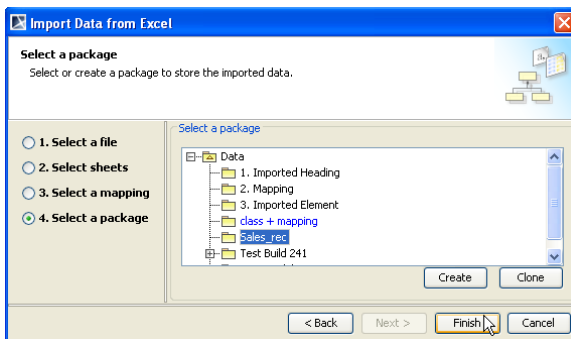 Import Data from Excel
Select a package
Select or create a package to store the imported data.
1. Select a file
2. Select sheets
3. Select a mapping
4. Select a package
Select a package
Data
1. Imported Heading
2. Mapping
3. Imported Element
class + mapping
Sales_rec
Test Build 241
Create
Clone
< Back
Next >
Finish
Cancel